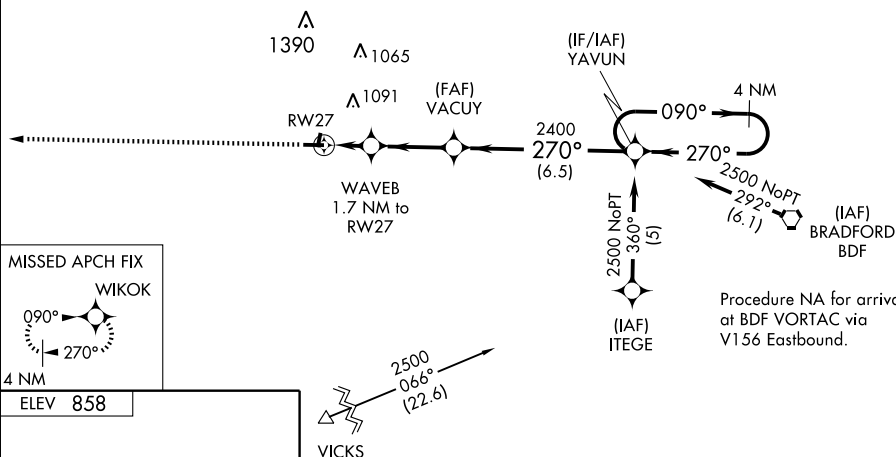 1390
1065
1091
RW27
(FAF)
VACUY
WAVEB
1.7 NM to
RW27
2400
270°
(6.5)
(IF/IAF)
YAVUN
4 NM
090°
270°
2500 NoPT
292°
(6.1)
(IAF)
BRADFORD
BDF
2500 NoPT
360°
(5)
(IAF)
ITEGE
Procedure NA for arriva
at BDF VORTAC via
V156 Eastbound.
MISSED APCH FIX
WIKOK
090°
270°
4 NM
ELEV 858
2500
066°
(22.6)
VICKS